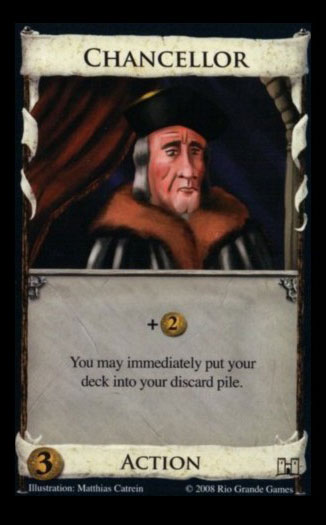 CHANCELLOR
+2
You may immediately put your
deck into your discard pile.
3 ACTION
Illustration: Matthias Catrein © 2008 Rio Grande Games